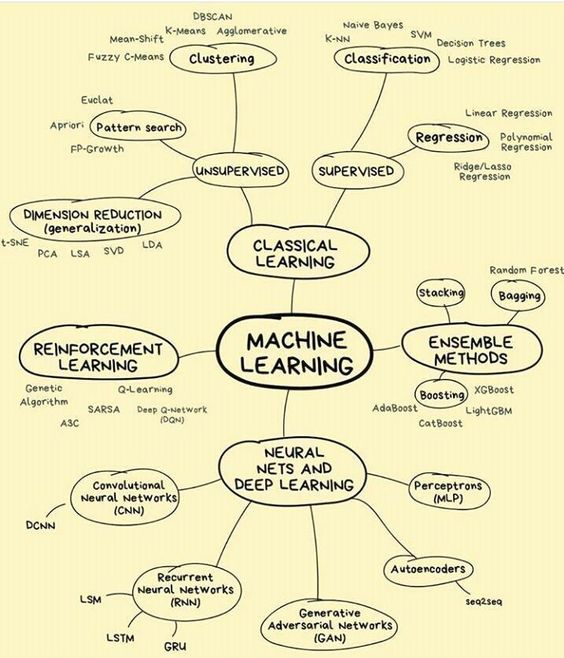 DBSCAN
K-Means
Agglomerative
Mean-Shift
Fuzzy C-Means
Clustering
Naive Bayes
K-NN
SVM
Decision Trees
Classification
Logistic Regression
Euclat
Apriori
Pattern search
FP-Growth
Linear Regression
Regression
Polynomial
Regression
Ridge/Lasso
Regression
UNSUPERVISED
SUPERVISED
DIMENSION REDUCTION
(generalization)
t-SNE
PCA
LSA
SVD
LDA
CLASSICAL
LEARNING
Random Forest
Stacking
Bagging
MACHINE
LEARNING
REINFORCEMENT
LEARNING
Genetic
Algorithm
Q-Learning
SARSA
Deep Q-Network
(DQN)
A3C
ENSEMBLE
METHODS
Boosting
XGBoost
AdaBoost
LightGBM
CatBoost
NEURAL
NETS AND
DEEP LEARNING
Convolutional
Neural Networks
(CNN)
DCNN
Perceptrons
(MLP)
Autoencoders
seq2seq
Recurrent
Neural Networks
(RNN)
LSM
LSTM
GRU
Generative
Adversarial Networks
(GAN)